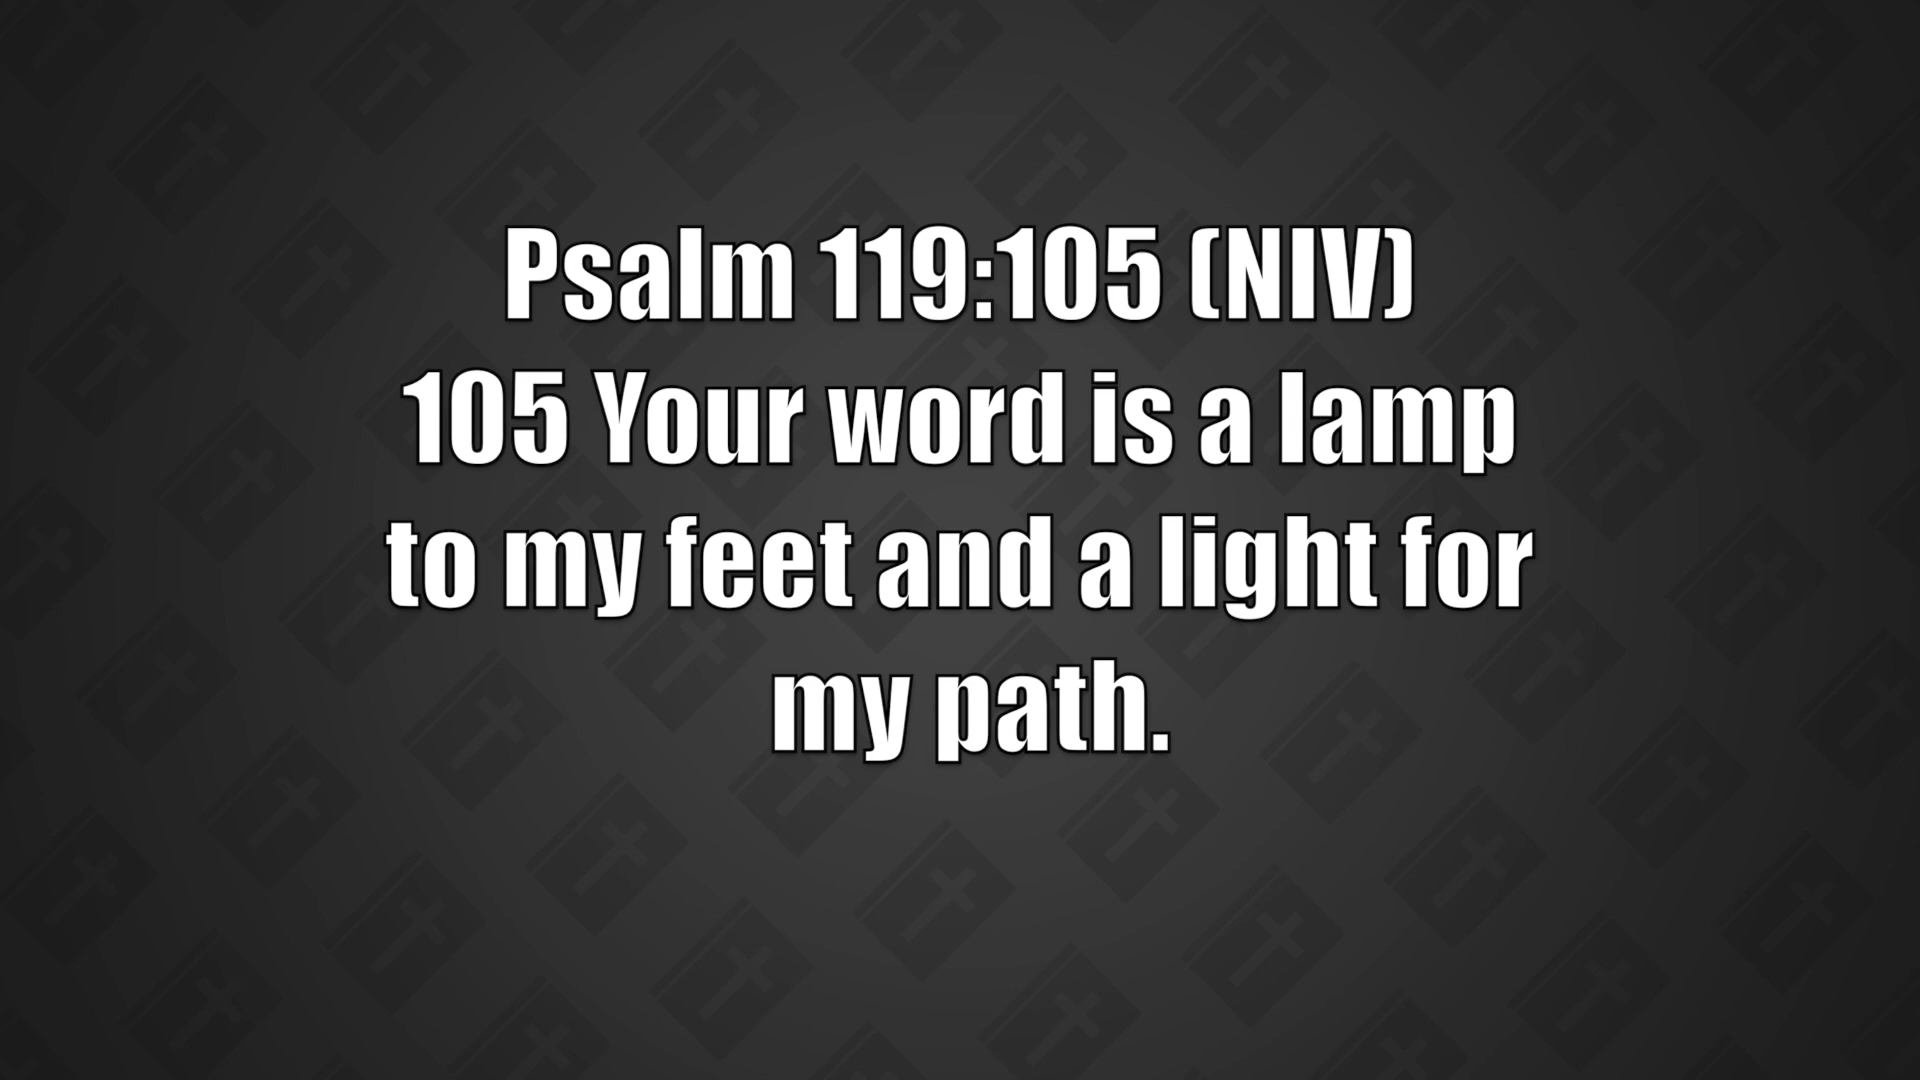 Psalm 119:105 (NIV)
105 Your word is a lamp
to my feet and a light for
my path.